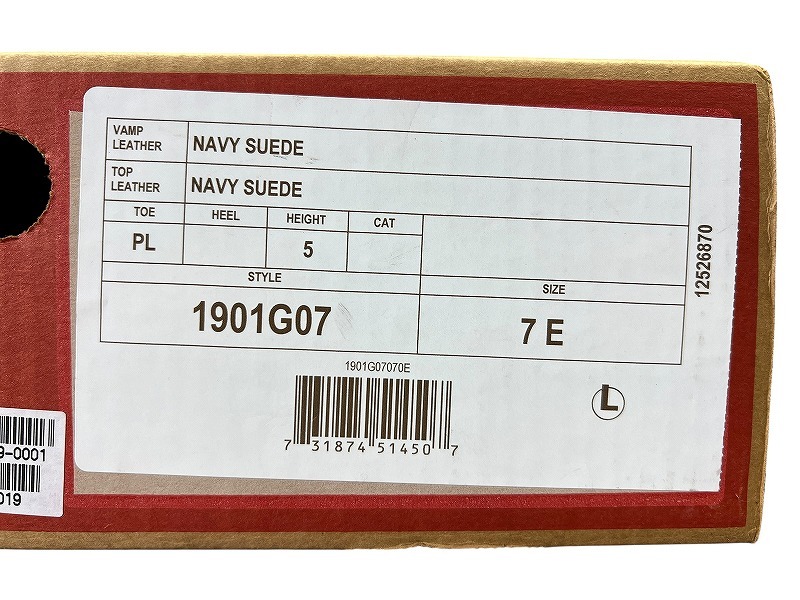 VAMP LEATHER
NAVY SUEDE
TOP LEATHER
NAVY SUEDE
TOE HEEL HEIGHT CAT
PL 5
STYLE SIZE
1901G07 7 E
1901G07070E
7 31874 51450 7
L
12526870
9-0001
019